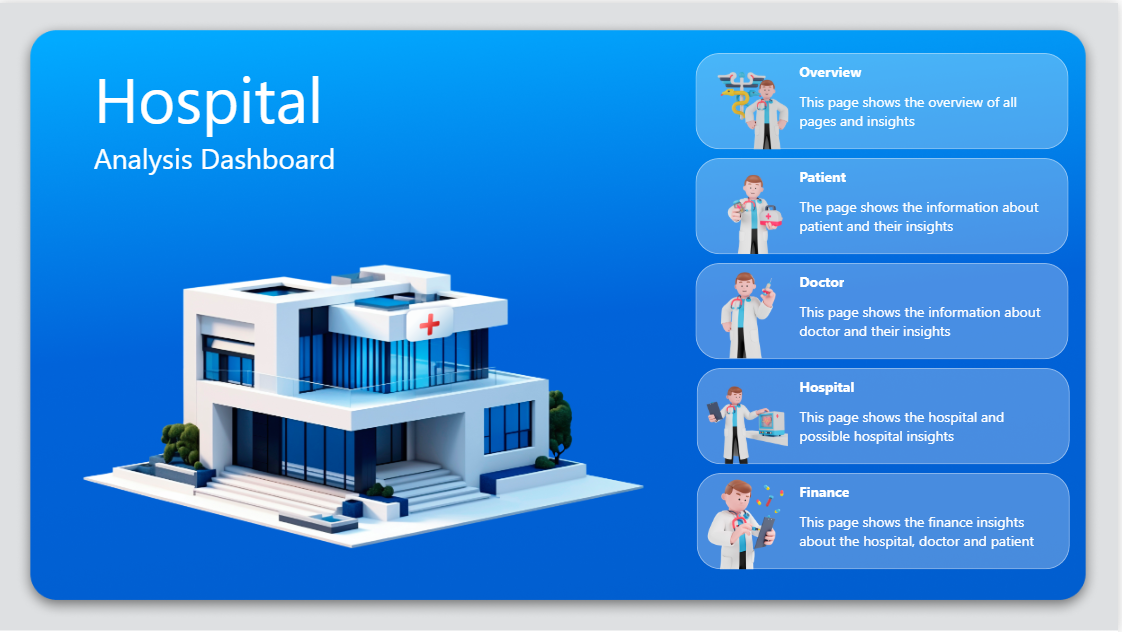 Hospital
Analysis Dashboard
Overview
This page shows the overview of all
pages and insights
Patient
The page shows the information about
patient and their insights
Doctor
This page shows the information about
doctor and their insights
Hospital
This page shows the hospital and
possible hospital insights
Finance
This page shows the finance insights
about the hospital, doctor and patient